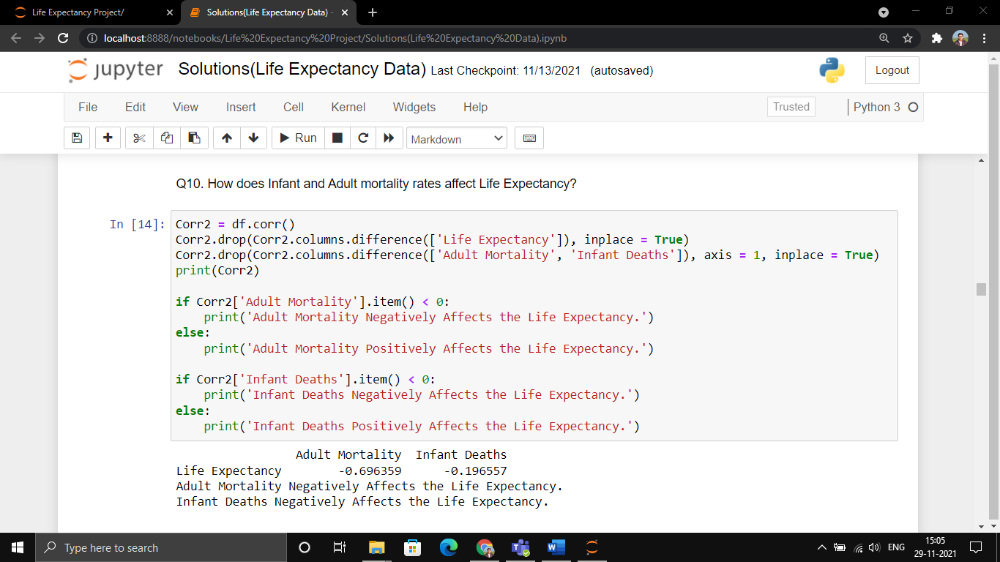 Life Expectancy Project/
Solutions(Life Expectancy Data) -
localhost:8888/notebooks/Life%20Expectancy%20Project/Solutions(Life%20Expectancy%20Data).ipynb
jupyter Solutions(Life Expectancy Data) Last Checkpoint: 11/13/2021 (autosaved)
Logout
File Edit View Insert Cell Kernel Widgets Help
Trusted
Python 3
Run
Markdown
Q10. How does Infant and Adult mortality rates affect Life Expectancy?
In [14]:
Corr2 = df.corr()
Corr2.drop(Corr2.columns.difference(['Life Expectancy']), inplace = True)
Corr2.drop(Corr2.columns.difference(['Adult Mortality', 'Infant Deaths']), axis = 1, inplace = True)
print(Corr2)

if Corr2['Adult Mortality'].item() < 0:
    print('Adult Mortality Negatively Affects the Life Expectancy.')
else:
    print('Adult Mortality Positively Affects the Life Expectancy.')

if Corr2['Infant Deaths'].item() < 0:
    print('Infant Deaths Negatively Affects the Life Expectancy.')
else:
    print('Infant Deaths Positively Affects the Life Expectancy.')
Adult Mortality Infant Deaths
Life Expectancy -0.696359 -0.196557
Adult Mortality Negatively Affects the Life Expectancy.
Infant Deaths Negatively Affects the Life Expectancy.
Type here to search
ENG
15:05
29-11-2021